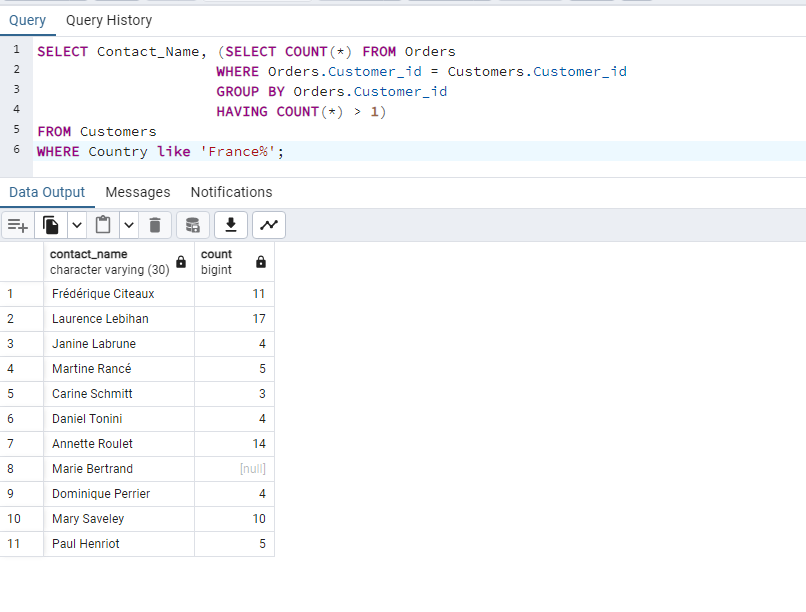 Query Query History
1 SELECT Contact_Name, (SELECT COUNT(*) FROM Orders
2 WHERE Orders.Customer_id = Customers.Customer_id
3 GROUP BY Orders.Customer_id
4 HAVING COUNT(*) > 1)
5 FROM Customers
6 WHERE Country like 'France%';
Data Output Messages Notifications
contact_name count
character varying (30) bigint
1 Frédérique Citeaux 11
2 Laurence Lebihan 17
3 Janine Labrune 4
4 Martine Rancé 5
5 Carine Schmitt 3
6 Daniel Tonini 4
7 Annette Roulet 14
8 Marie Bertrand [null]
9 Dominique Perrier 4
10 Mary Saveley 10
11 Paul Henriot 5